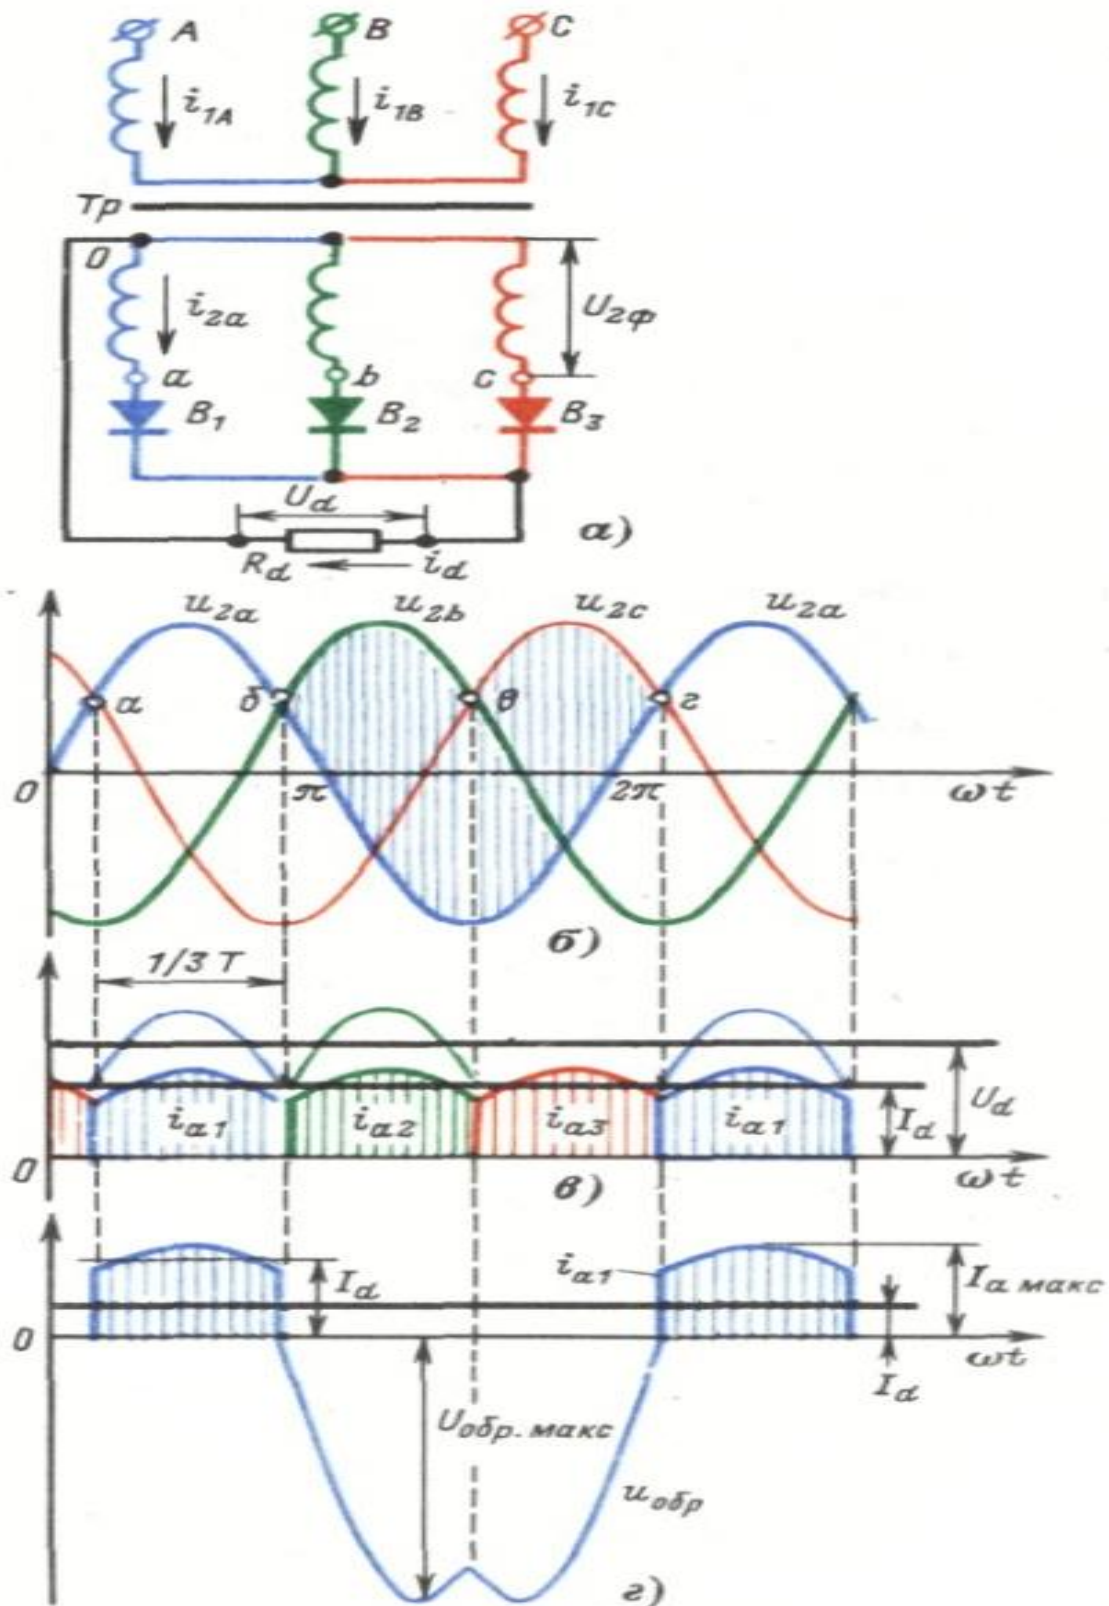 A B C
i1A i1B i1C
Тр
0
i2a U2ф
a b c
B1 B2 B3
Ud
Rd id
а)
u2a u2b u2c u2a
а б в г
0 π 2π ωt
б)
1/3 T
ia1 ia2 ia3 ia1 Id Ud
0 ωt
в)
Id ia1 Iа макс
0 ωt
Id
Uобр. макс
uобр
г)